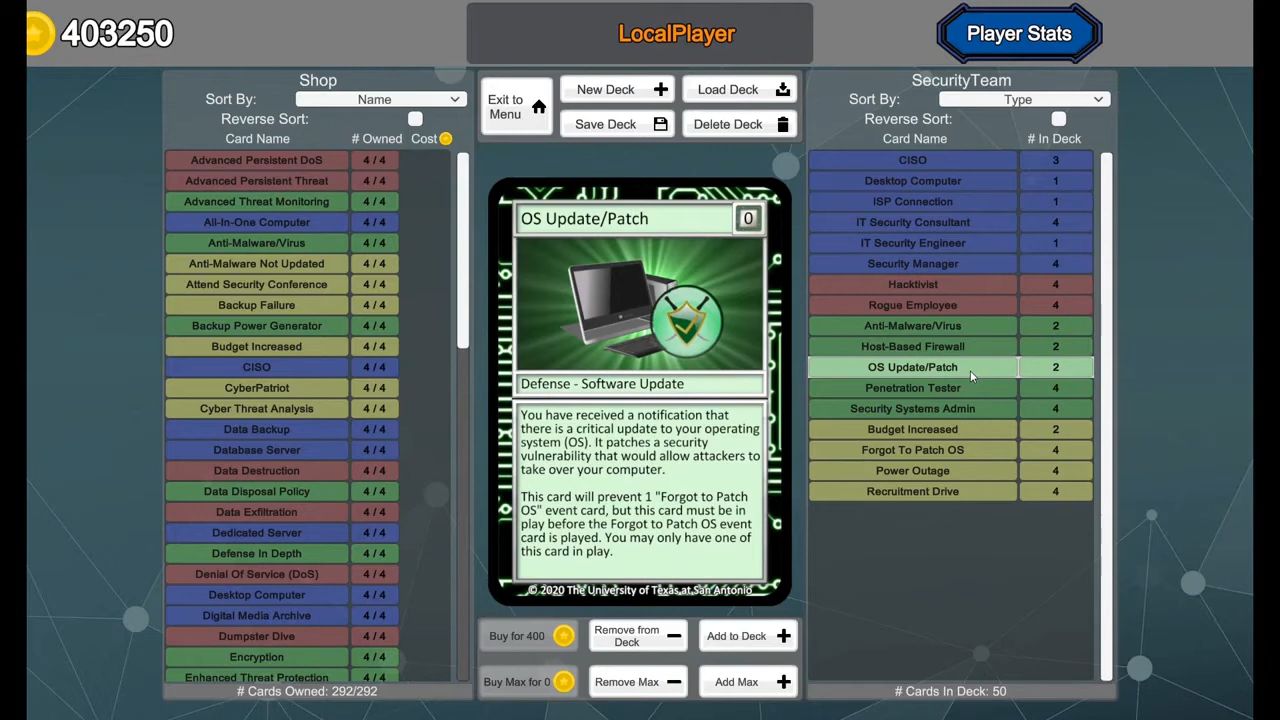 403250
LocalPlayer
Player Stats
Shop
Sort By: Name
Reverse Sort:
Card Name # Owned Cost
Advanced Persistent DoS 4 / 4
Advanced Persistent Threat 4 / 4
Advanced Threat Monitoring 4 / 4
All-In-One Computer 4 / 4
Anti-Malware/Virus 4 / 4
Anti-Malware Not Updated 4 / 4
Attend Security Conference 4 / 4
Backup Failure 4 / 4
Backup Power Generator 4 / 4
Budget Increased 4 / 4
CISO 4 / 4
CyberPatriot 4 / 4
Cyber Threat Analysis 4 / 4
Data Backup 4 / 4
Database Server 4 / 4
Data Destruction 4 / 4
Data Disposal Policy 4 / 4
Data Exfiltration 4 / 4
Dedicated Server 4 / 4
Defense In Depth 4 / 4
Denial Of Service (DoS) 4 / 4
Desktop Computer 4 / 4
Digital Media Archive 4 / 4
Dumpster Dive 4 / 4
Encryption 4 / 4
Enhanced Threat Protection 4 / 4
# Cards Owned: 292/292
Exit to
Menu
New Deck
Load Deck
Save Deck
Delete Deck
OS Update/Patch 0
Defense - Software Update
You have received a notification that
there is a critical update to your operating
system (OS). It patches a security
vulnerability that would allow attackers to
take over your computer.
This card will prevent 1 "Forgot to Patch
OS" event card, but this card must be in
play before the Forgot to Patch OS event
card is played. You may only have one of
this card in play.
© 2020 The University of Texas at San Antonio
Buy for 400
Remove from
Deck
Add to Deck
Buy Max for 0
Remove Max
Add Max
SecurityTeam
Sort By: Type
Reverse Sort:
Card Name # In Deck
CISO 3
Desktop Computer 1
ISP Connection 1
IT Security Consultant 4
IT Security Engineer 1
Security Manager 4
Hacktivist 4
Rogue Employee 4
Anti-Malware/Virus 2
Host-Based Firewall 2
OS Update/Patch 2
Penetration Tester 4
Security Systems Admin 4
Budget Increased 2
Forgot To Patch OS 4
Power Outage 4
Recruitment Drive 4
# Cards In Deck: 50